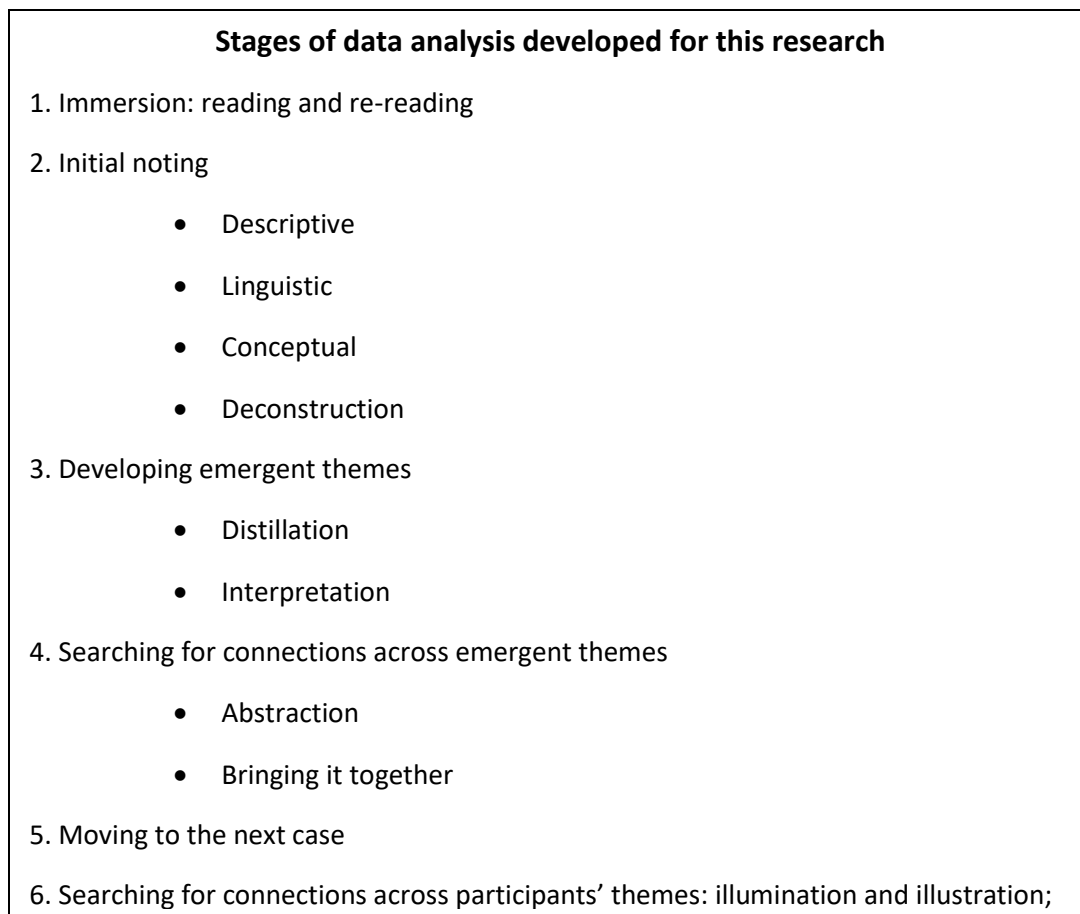 Stages of data analysis developed for this research
1. Immersion: reading and re-reading
2. Initial noting
• Descriptive
• Linguistic
• Conceptual
• Deconstruction
3. Developing emergent themes
• Distillation
• Interpretation
4. Searching for connections across emergent themes
• Abstraction
• Bringing it together
5. Moving to the next case
6. Searching for connections across participants’ themes: illumination and illustration;